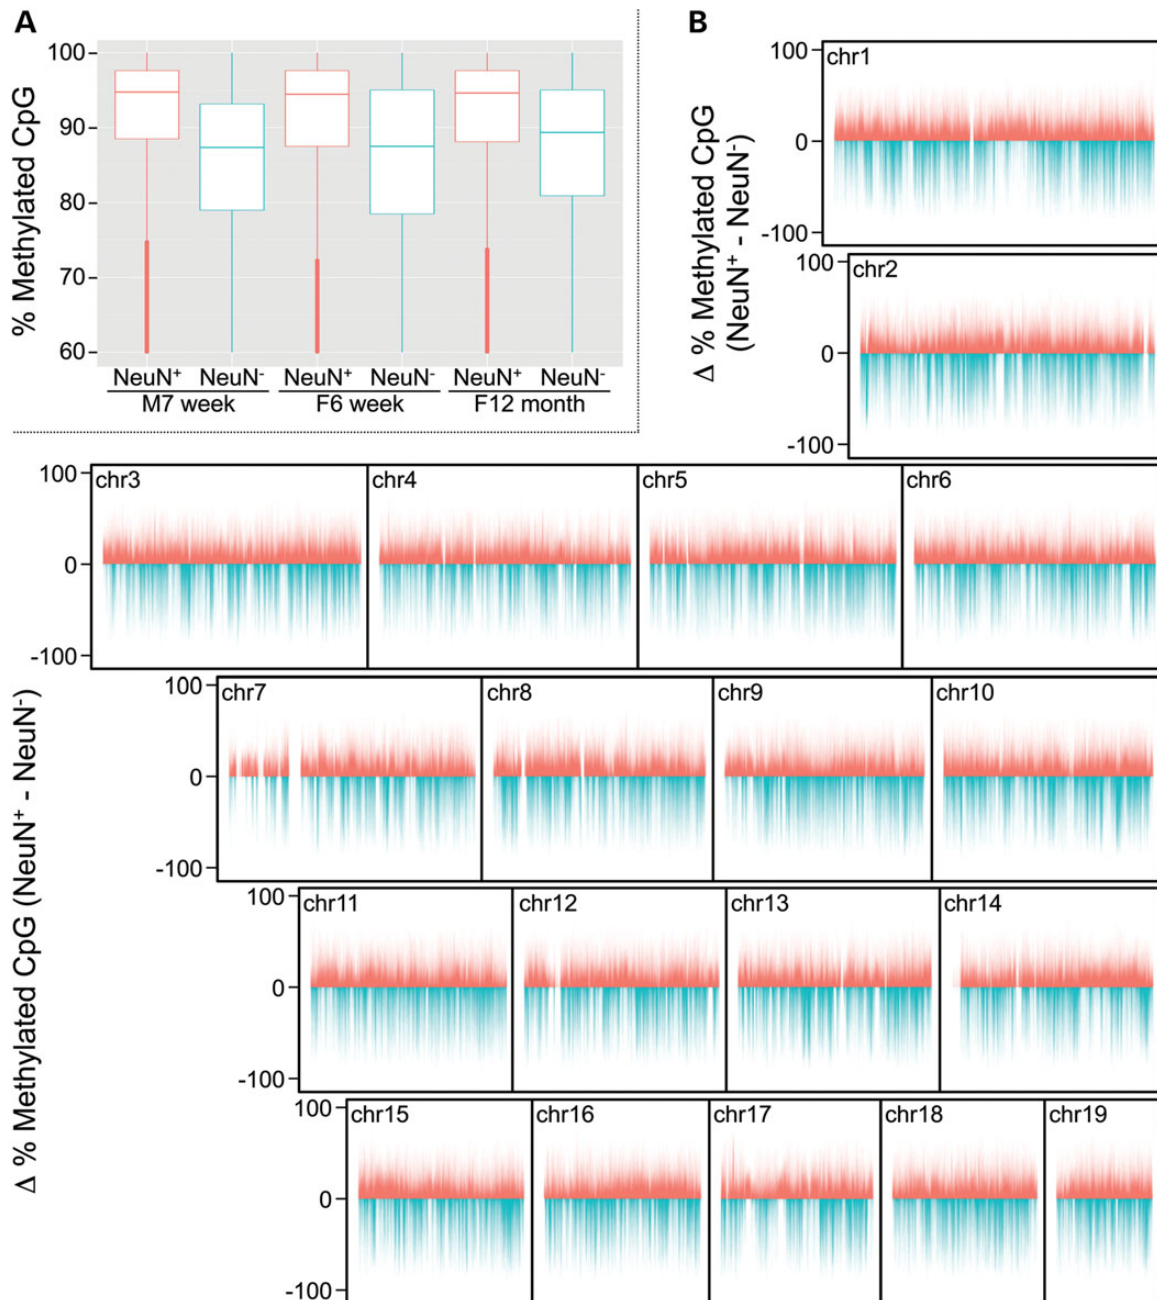 A
% Methylated CpG
100
90
80
70
60
NeuN⁺ NeuN⁻ NeuN⁺ NeuN⁻ NeuN⁺ NeuN⁻
M7 week F6 week F12 month
B
Δ % Methylated CpG
(NeuN⁺ - NeuN⁻)
100
0
-100
chr1
100
0
-100
chr2
Δ % Methylated CpG (NeuN⁺ - NeuN⁻)
100
0
-100
chr3 chr4 chr5 chr6
100
0
-100
chr7 chr8 chr9 chr10
100
0
-100
chr11 chr12 chr13 chr14
100
0
-100
chr15 chr16 chr17 chr18 chr19